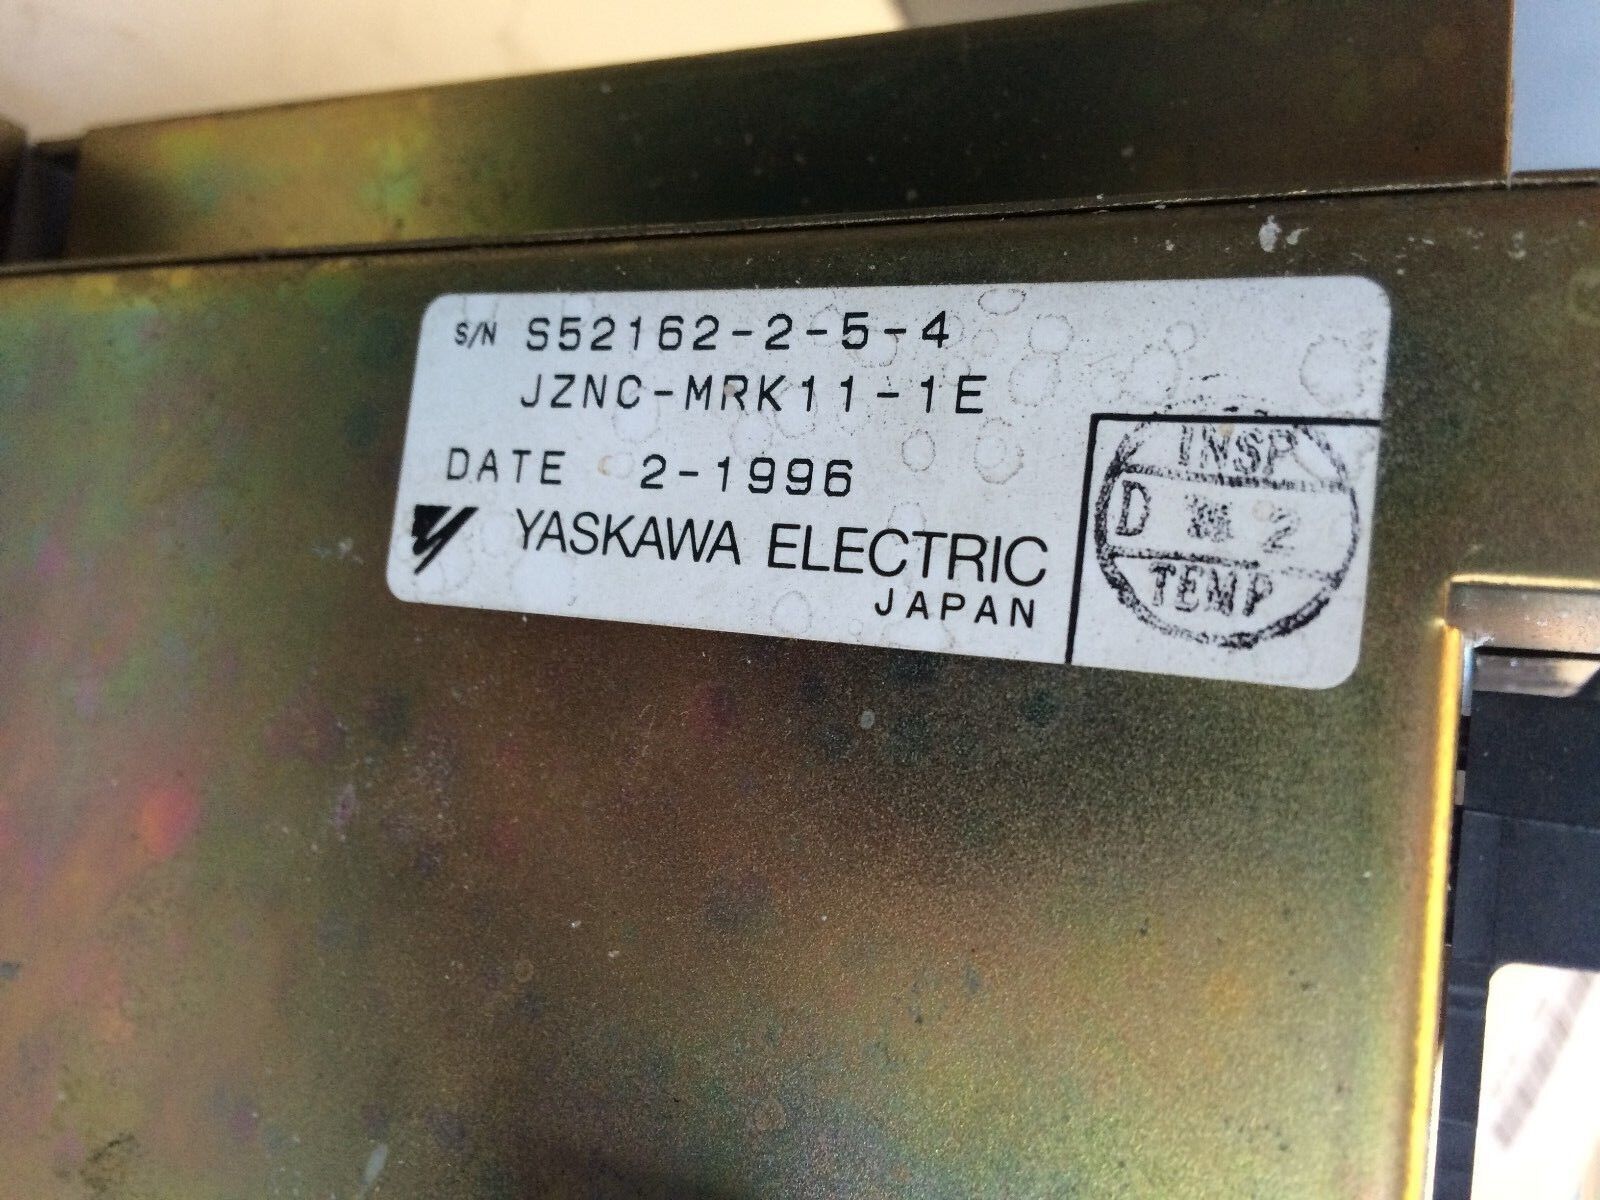 S/N S52162-2-5-4
JZNC-MRK11-1E
DATE 2-1996
YASKAWA ELECTRIC
JAPAN
INSP
D 2
TEMP